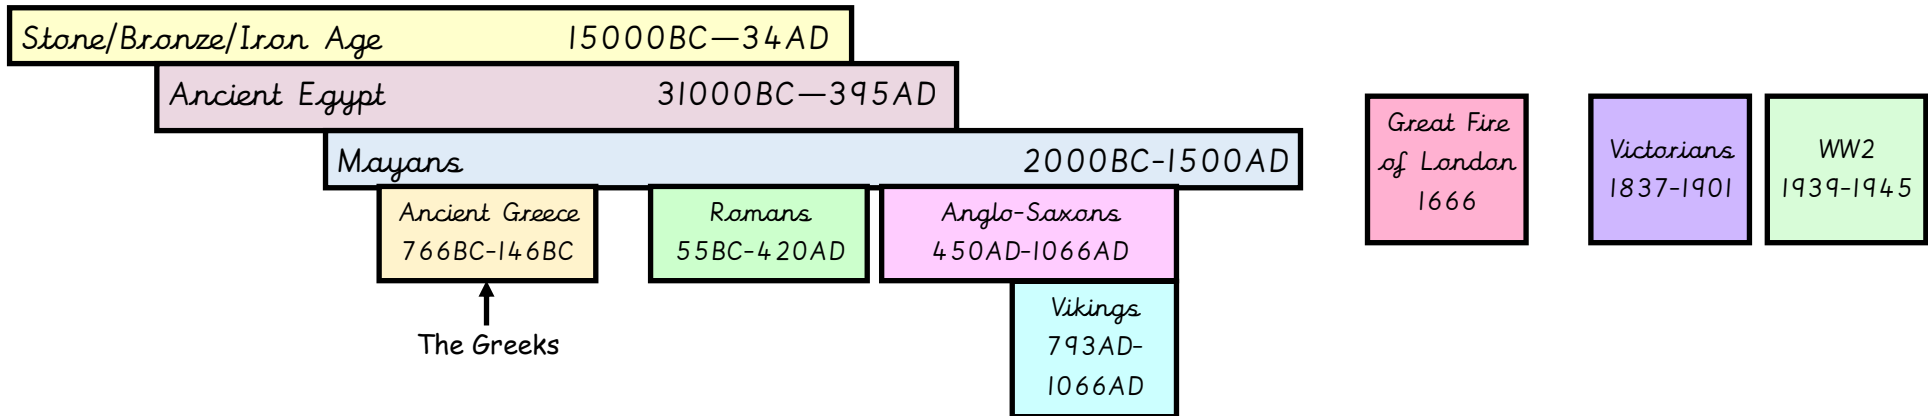 Stone/Bronze/Iron Age 15000BC—34AD
Ancient Egypt 31000BC—395AD
Mayans 2000BC-1500AD
Ancient Greece
766BC-146BC
Romans
55BC-420AD
Anglo-Saxons
450AD-1066AD
Vikings
793AD-
1066AD
The Greeks
Great Fire
of London
1666
Victorians
1837-1901
WW2
1939-1945